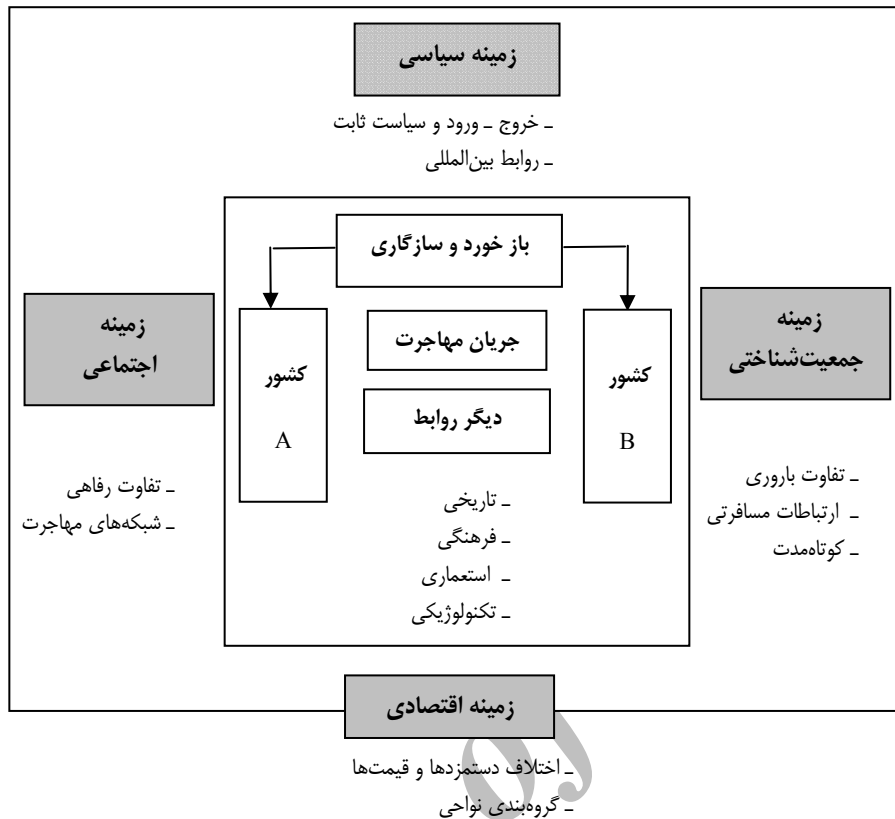 زمینه سیاسی
ـ خروج ـ ورود و سیاست ثابت
ـ روابط بین‌المللی
باز خورد و سازگاری
زمینه
جمعیت‌شناختی
ـ تفاوت باروری
ـ ارتباطات مسافرتی
ـ کوتاه‌مدت
کشور
B
جریان مهاجرت
دیگر روابط
ـ تاریخی
ـ فرهنگی
ـ استعماری
ـ تکنولوژیکی
کشور
A
زمینه
اجتماعی
ـ تفاوت رفاهی
ـ شبکه‌های مهاجرت
زمینه اقتصادی
ـ اختلاف دستمزدها و قیمت‌ها
ـ گروه‌بندی نواحی